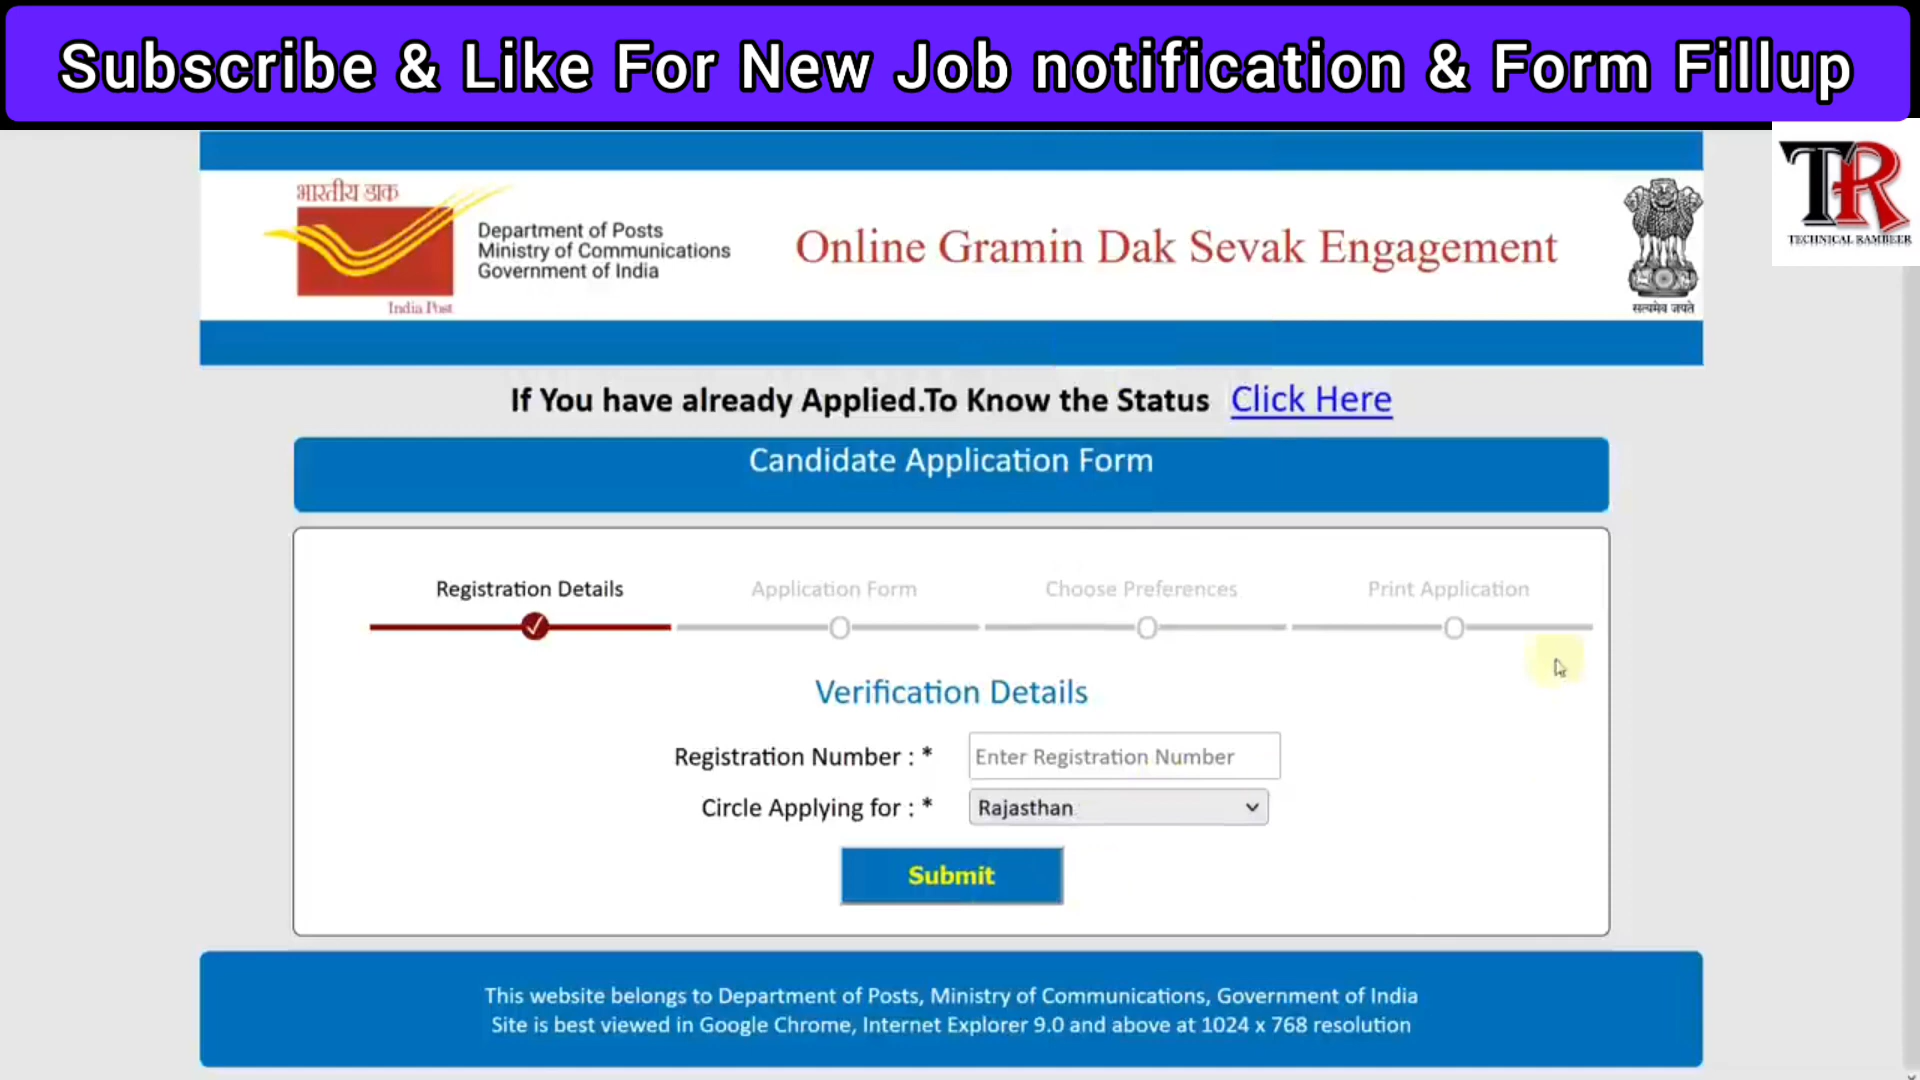 Subscribe & Like For New Job notification & Form Fillup
TR
TECHNICAL RAMBEER
भारतीय डाक
India Post
Department of Posts
Ministry of Communications
Government of India
Online Gramin Dak Sevak Engagement
सत्यमेव जयते
If You have already Applied.To Know the Status Click Here
Candidate Application Form
Registration Details
Application Form
Choose Preferences
Print Application
Verification Details
Registration Number : * Enter Registration Number
Circle Applying for : * Rajasthan
Submit
This website belongs to Department of Posts, Ministry of Communications, Government of India
Site is best viewed in Google Chrome, Internet Explorer 9.0 and above at 1024 x 768 resolution